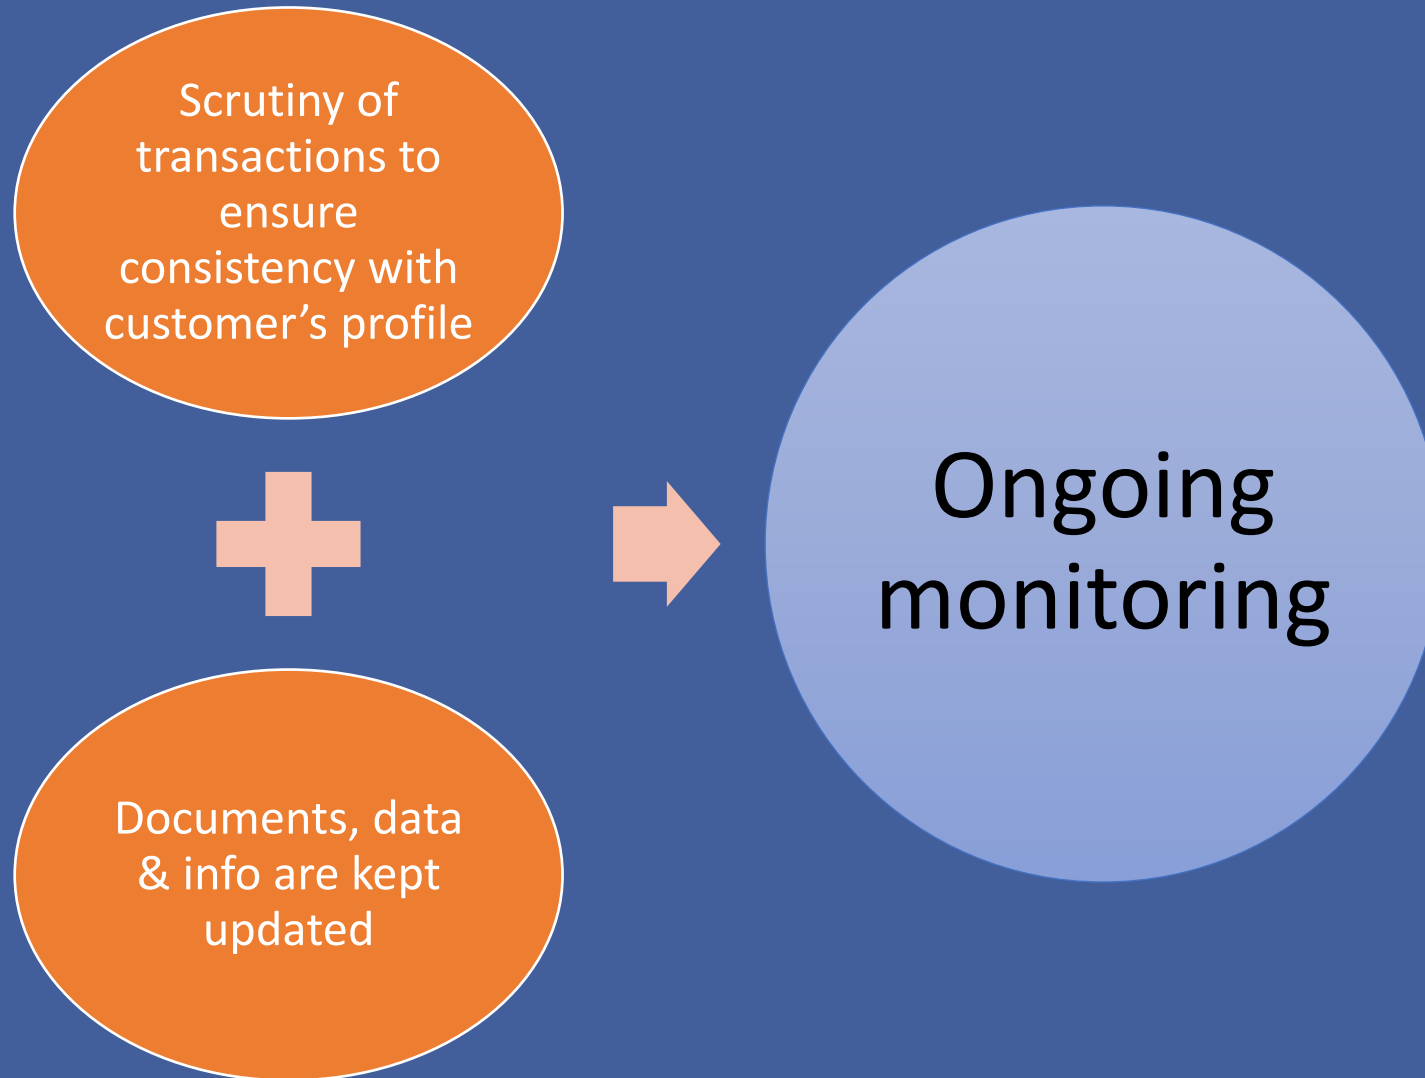 Scrutiny of
transactions to
ensure
consistency with
customer’s profile
Documents, data
& info are kept
updated
Ongoing
monitoring